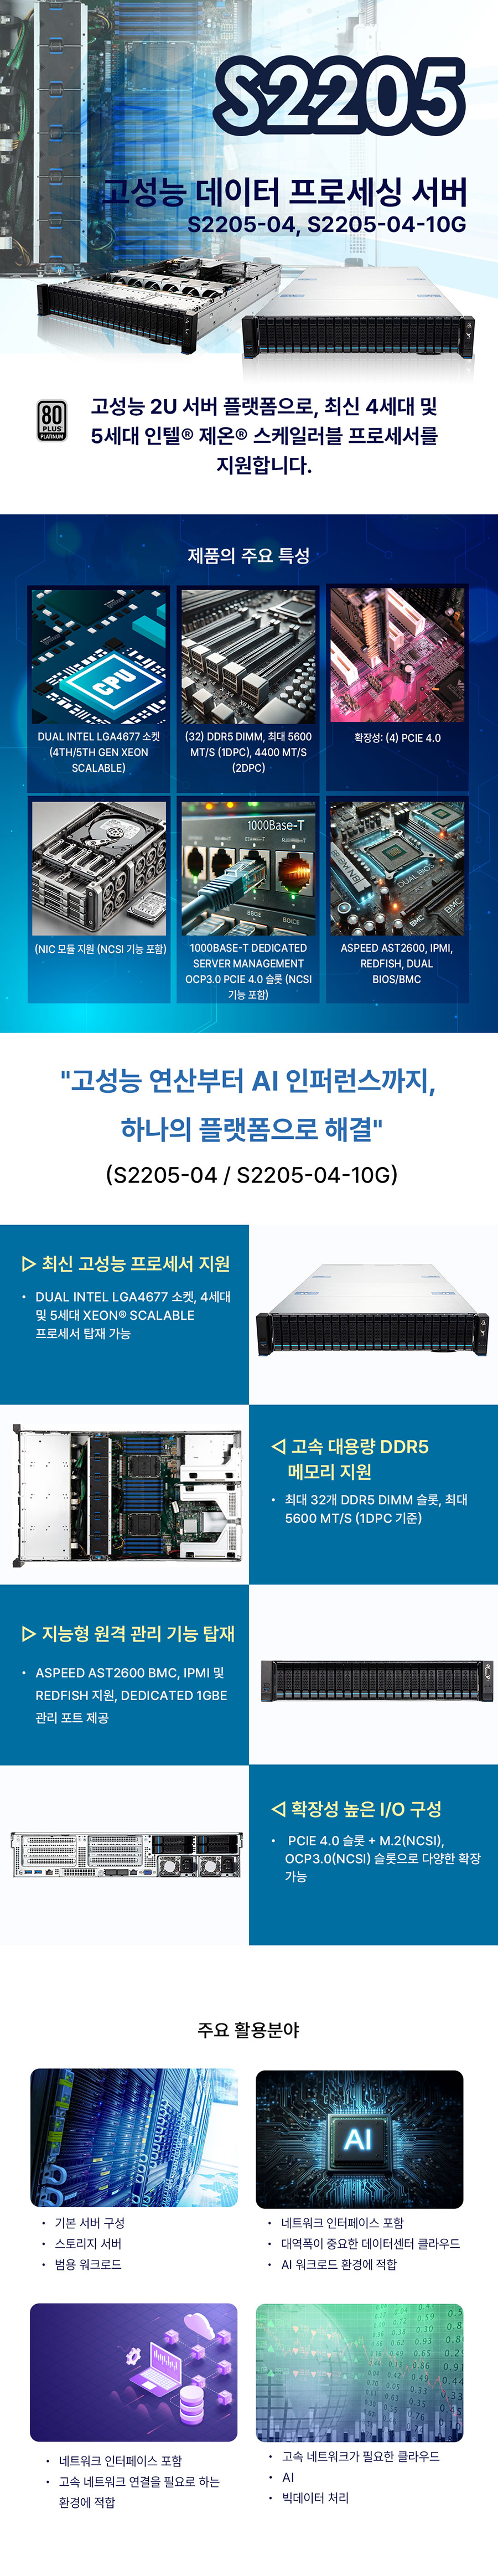 S2205
고성능 데이터 프로세싱 서버
S2205-04, S2205-04-10G
80
PLUS
PLATINUM
고성능 2U 서버 플랫폼으로, 최신 4세대 및
5세대 인텔® 제온® 스케일러블 프로세서를
지원합니다.
제품의 주요 특성
CPU
DUAL INTEL LGA4677 소켓
(4TH/5TH GEN XEON
SCALABLE)
(32) DDR5 DIMM, 최대 5600
MT/S (1DPC), 4400 MT/S
(2DPC)
확장성: (4) PCIE 4.0
(NIC 모듈 지원 (NCSI 기능 포함)
1000Base-T
1000BASE-T DEDICATED
SERVER MANAGEMENT
OCP3.0 PCIE 4.0 슬롯 (NCSI
기능 포함)
DUAL BIOS
BMC
BMC
ASPEED AST2600, IPMI,
REDFISH, DUAL
BIOS/BMC
"고성능 연산부터 AI 인퍼런스까지,
하나의 플랫폼으로 해결"
(S2205-04 / S2205-04-10G)
▷ 최신 고성능 프로세서 지원
• DUAL INTEL LGA4677 소켓, 4세대
및 5세대 XEON® SCALABLE
프로세서 탑재 가능
◁ 고속 대용량 DDR5
메모리 지원
• 최대 32개 DDR5 DIMM 슬롯, 최대
5600 MT/S (1DPC 기준)
▷ 지능형 원격 관리 기능 탑재
• ASPEED AST2600 BMC, IPMI 및
REDFISH 지원, DEDICATED 1GBE
관리 포트 제공
◁ 확장성 높은 I/O 구성
• PCIE 4.0 슬롯 + M.2(NCSI),
OCP3.0(NCSI) 슬롯으로 다양한 확장
가능
주요 활용분야
AI
• 기본 서버 구성
• 스토리지 서버
• 범용 워크로드
• 네트워크 인터페이스 포함
• 대역폭이 중요한 데이터센터 클라우드
• AI 워크로드 환경에 적합
• 네트워크 인터페이스 포함
• 고속 네트워크 연결을 필요로 하는
환경에 적합
• 고속 네트워크가 필요한 클라우드
• AI
• 빅데이터 처리